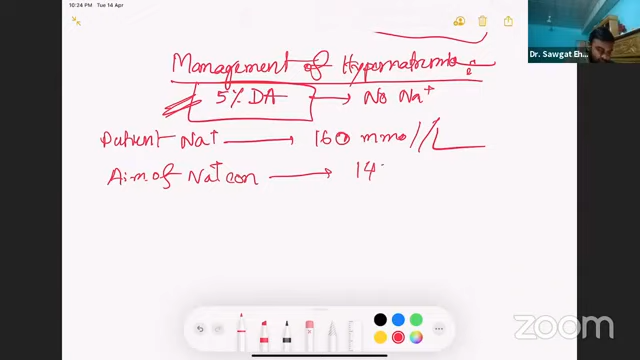 10:24 PM Tue 14 Apr
Dr. Sawgat Eh...
Management of Hypernatremia
5% DA → No Na+
Patient Na+ → 160 mmol/L
Aim of Na+ con → 14
zoom